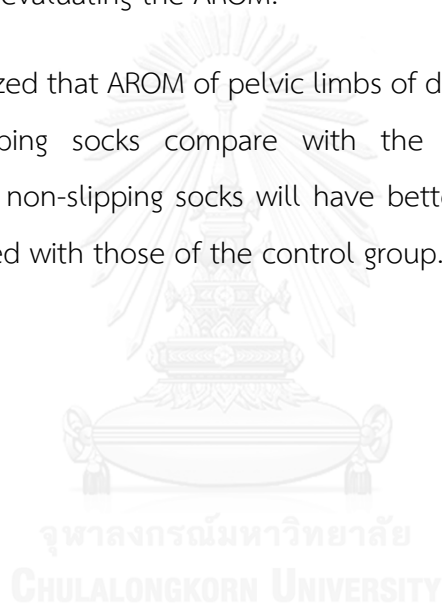 evaluating the AROM.
zed that AROM of pelvic limbs of d
ping socks compare with the
non-slipping socks will have bette
ed with those of the control group.
จุฬาลงกรณ์มหาวิทยาลัย
CHULALONGKORN UNIVERSITY